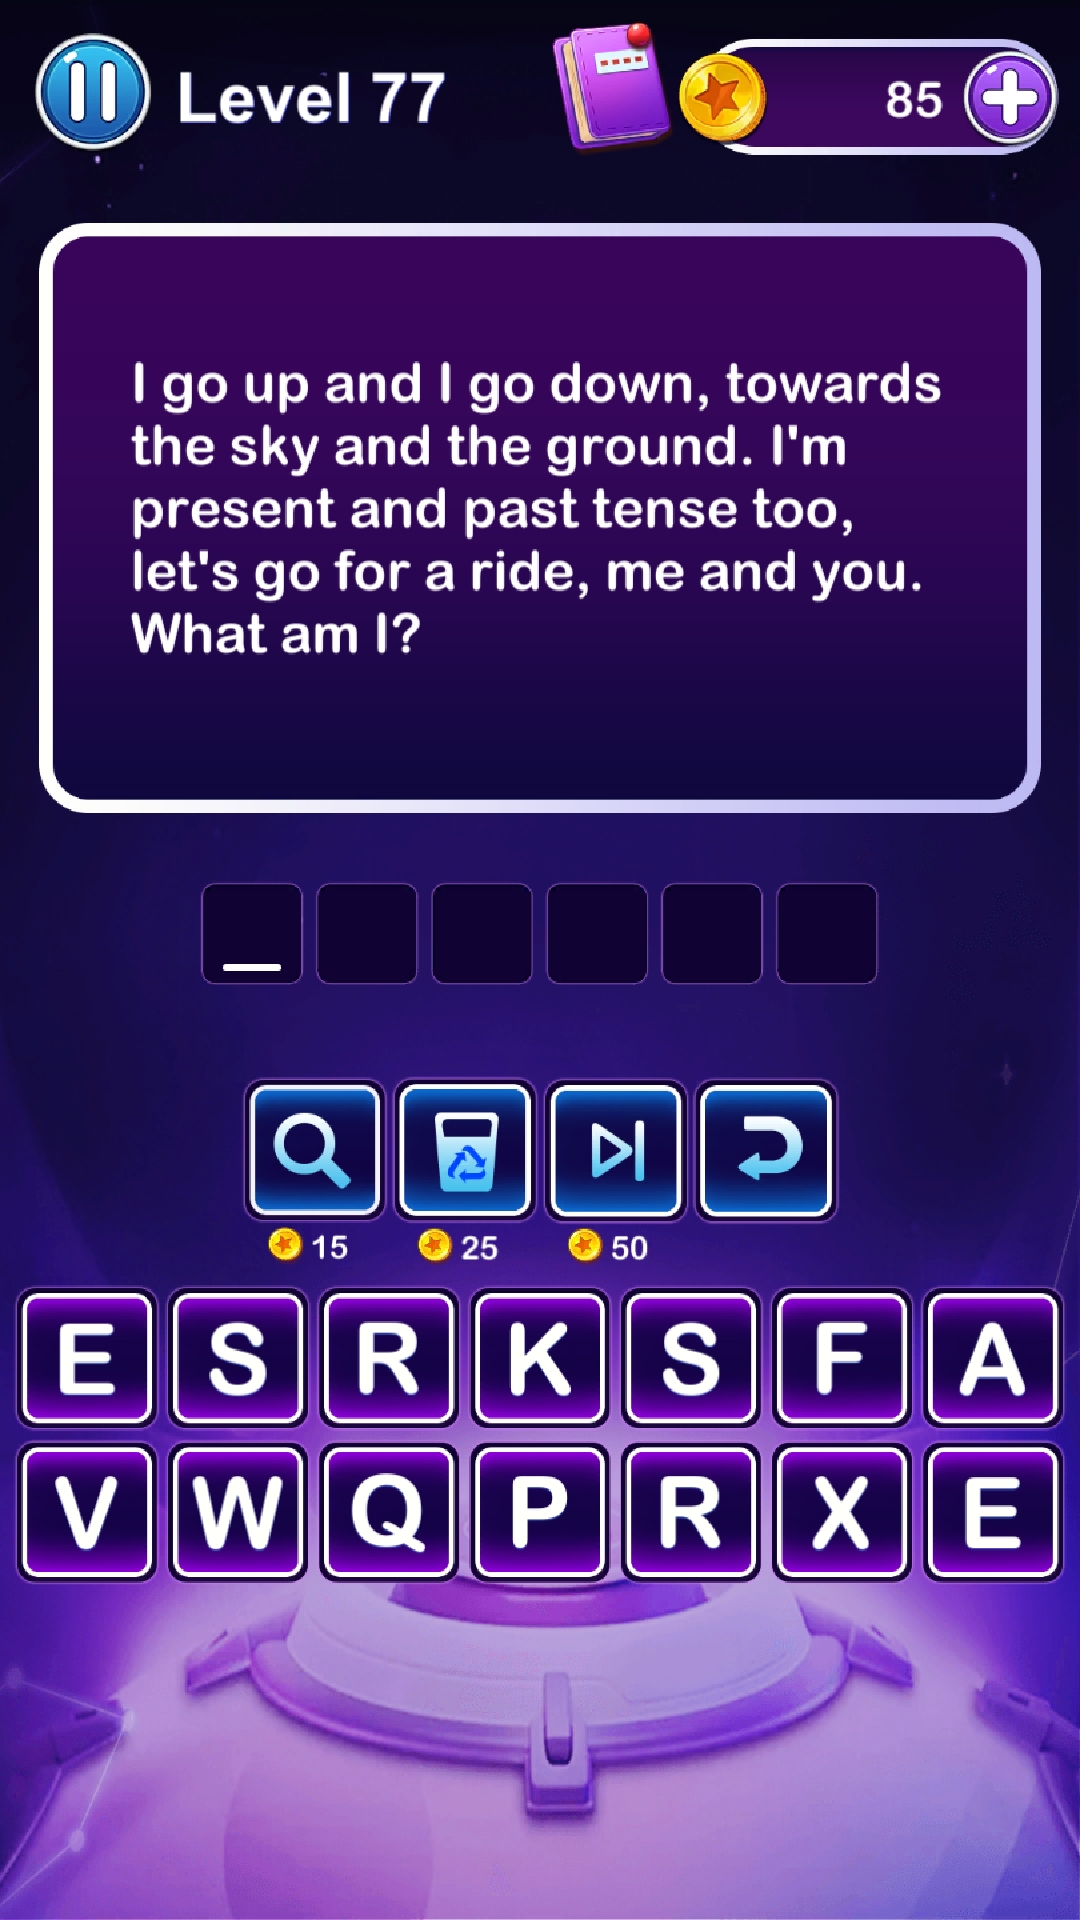 Level 77
85
I go up and I go down, towards
the sky and the ground. I'm
present and past tense too,
let's go for a ride, me and you.
What am I?
15 25 50
E S R K S F A
V W Q P R X E